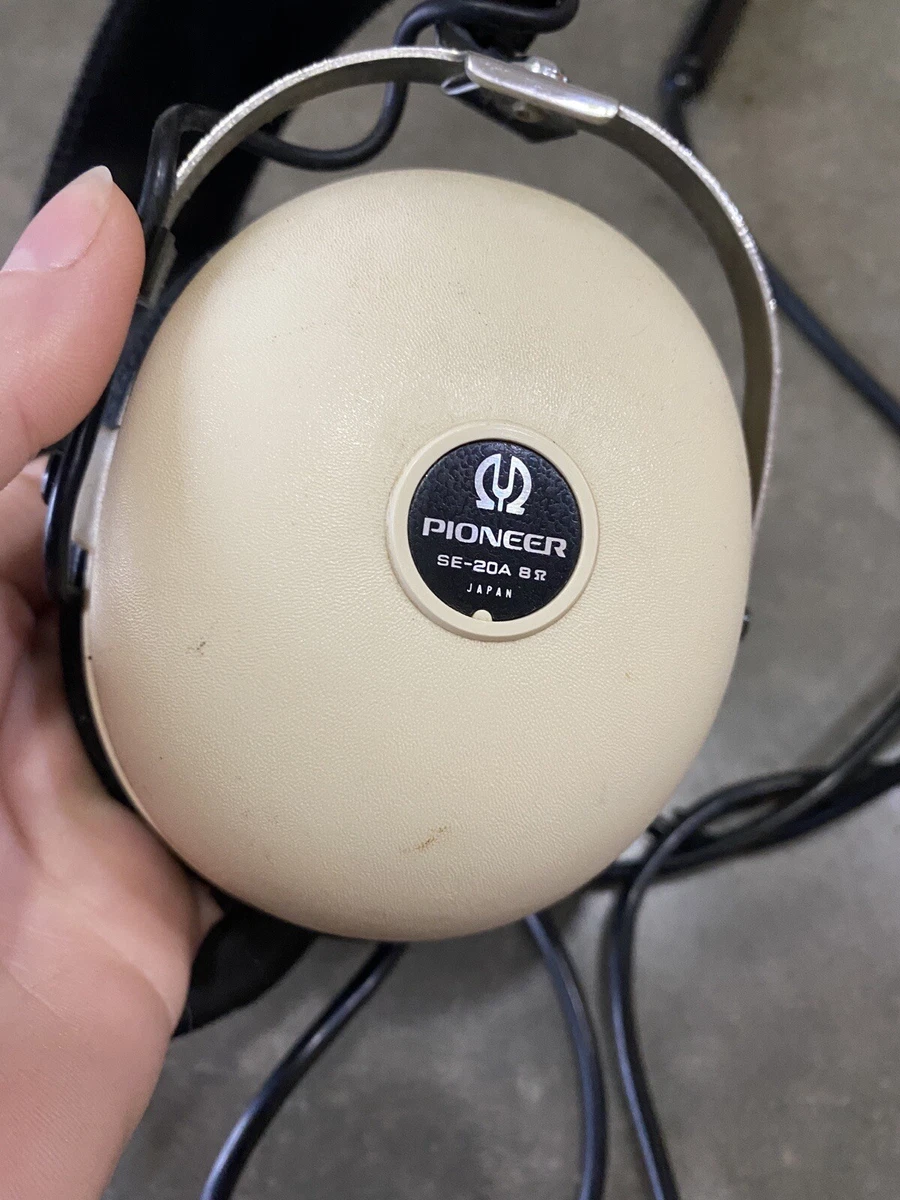 PIONEER
SE-20A 8Ω
JAPAN